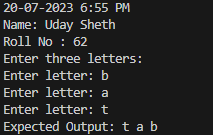 20-07-2023 6:55 PM
Name: Uday Sheth
Roll No : 62
Enter three letters:
Enter letter: b
Enter letter: a
Enter letter: t
Expected Output: t a b